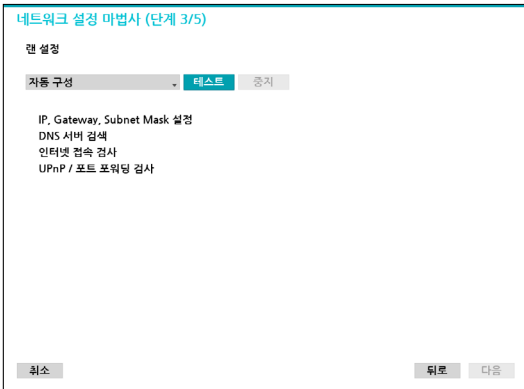 네트워크 설정 마법사 (단계 3/5)
랜 설정
자동 구성 테스트 중지
IP, Gateway, Subnet Mask 설정
DNS 서버 검색
인터넷 접속 검사
UPnP / 포트 포워딩 검사
취소 뒤로 다음